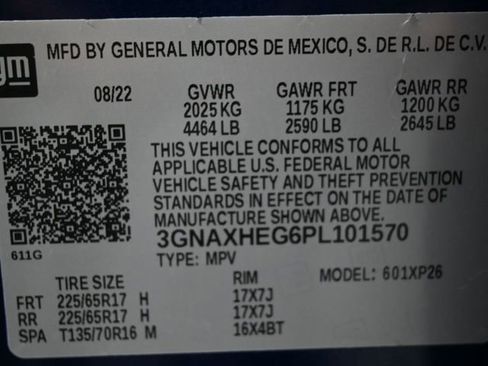 gm
MFD BY GENERAL MOTORS DE MEXICO, S. DE R.L. DE C.V.
08/22 GVWR GAWR FRT GAWR RR
2025 KG 1175 KG 1200 KG
4464 LB 2590 LB 2645 LB
THIS VEHICLE CONFORMS TO ALL
APPLICABLE U.S. FEDERAL MOTOR
VEHICLE SAFETY AND THEFT PREVENTION
STANDARDS IN EFFECT ON THE DATE OF
MANUFACTURE SHOWN ABOVE.
3GNAXHEG6PL101570
611G
TYPE: MPV
TIRE SIZE RIM MODEL: 601XP26
FRT 225/65R17 H 17X7J
RR 225/65R17 H 17X7J
SPA T135/70R16 M 16X4BT